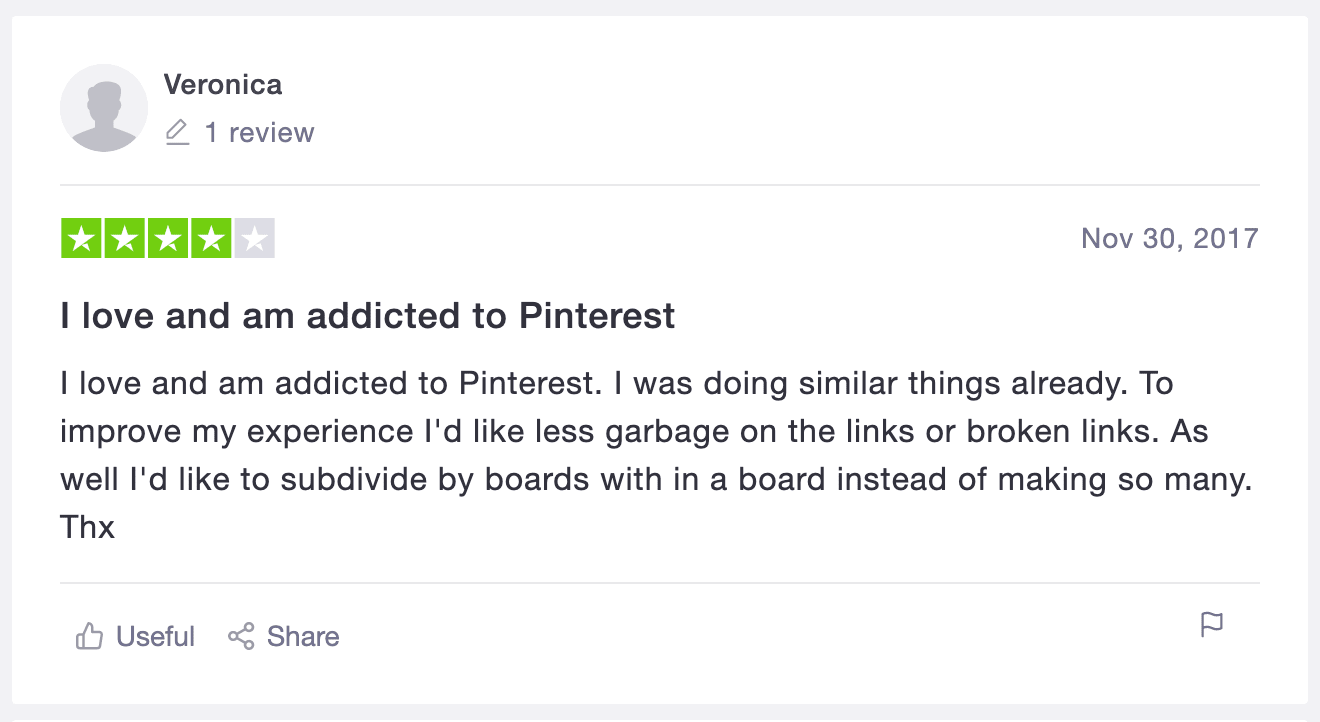 Veronica
1 review
Nov 30, 2017
I love and am addicted to Pinterest
I love and am addicted to Pinterest. I was doing similar things already. To
improve my experience I'd like less garbage on the links or broken links. As
well I'd like to subdivide by boards with in a board instead of making so many.
Thx
Useful
Share